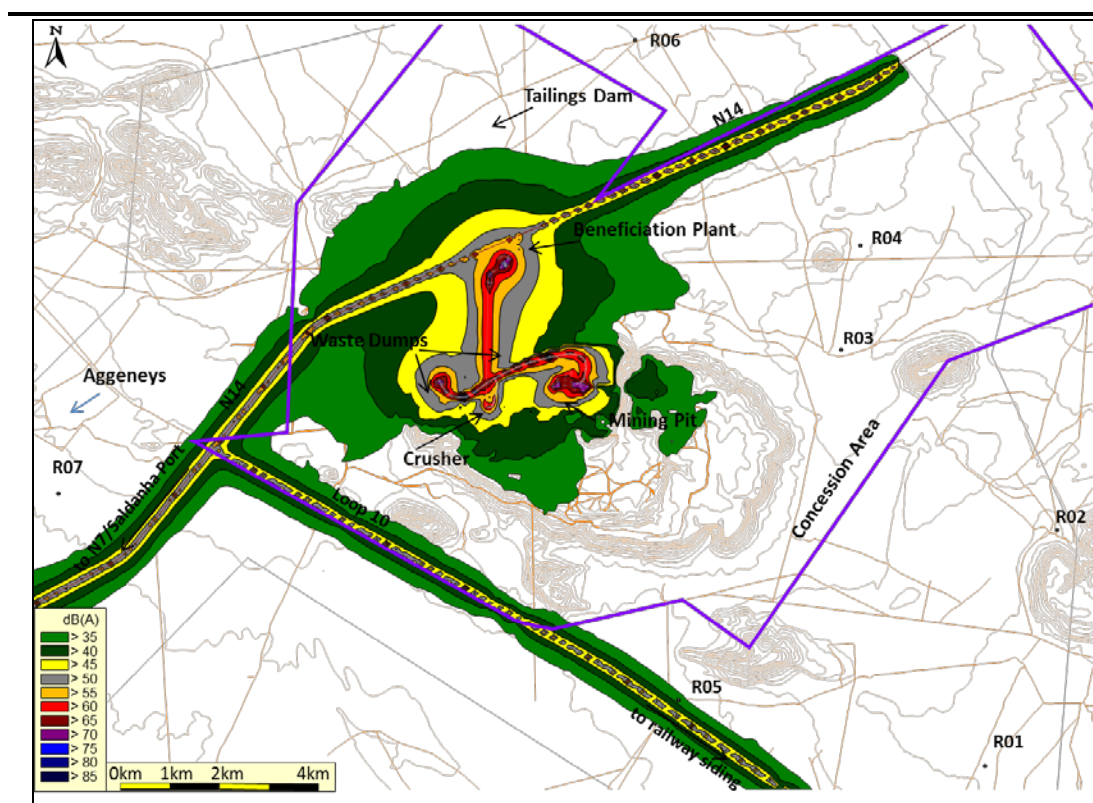 N
R06
Tailings Dam
N14
Beneficiation Plant
R04
R03
Waste Dumps
Aggeneys
N14
Mining Pit
Crusher
R07
to N7/Saldanha Port
Loop 10
Concession Area
R02
R05
to railway siding
R01
dB(A)
> 35
> 40
> 45
> 50
> 55
> 60
> 65
> 70
> 75
> 80
> 85
0km 1km 2km 4km